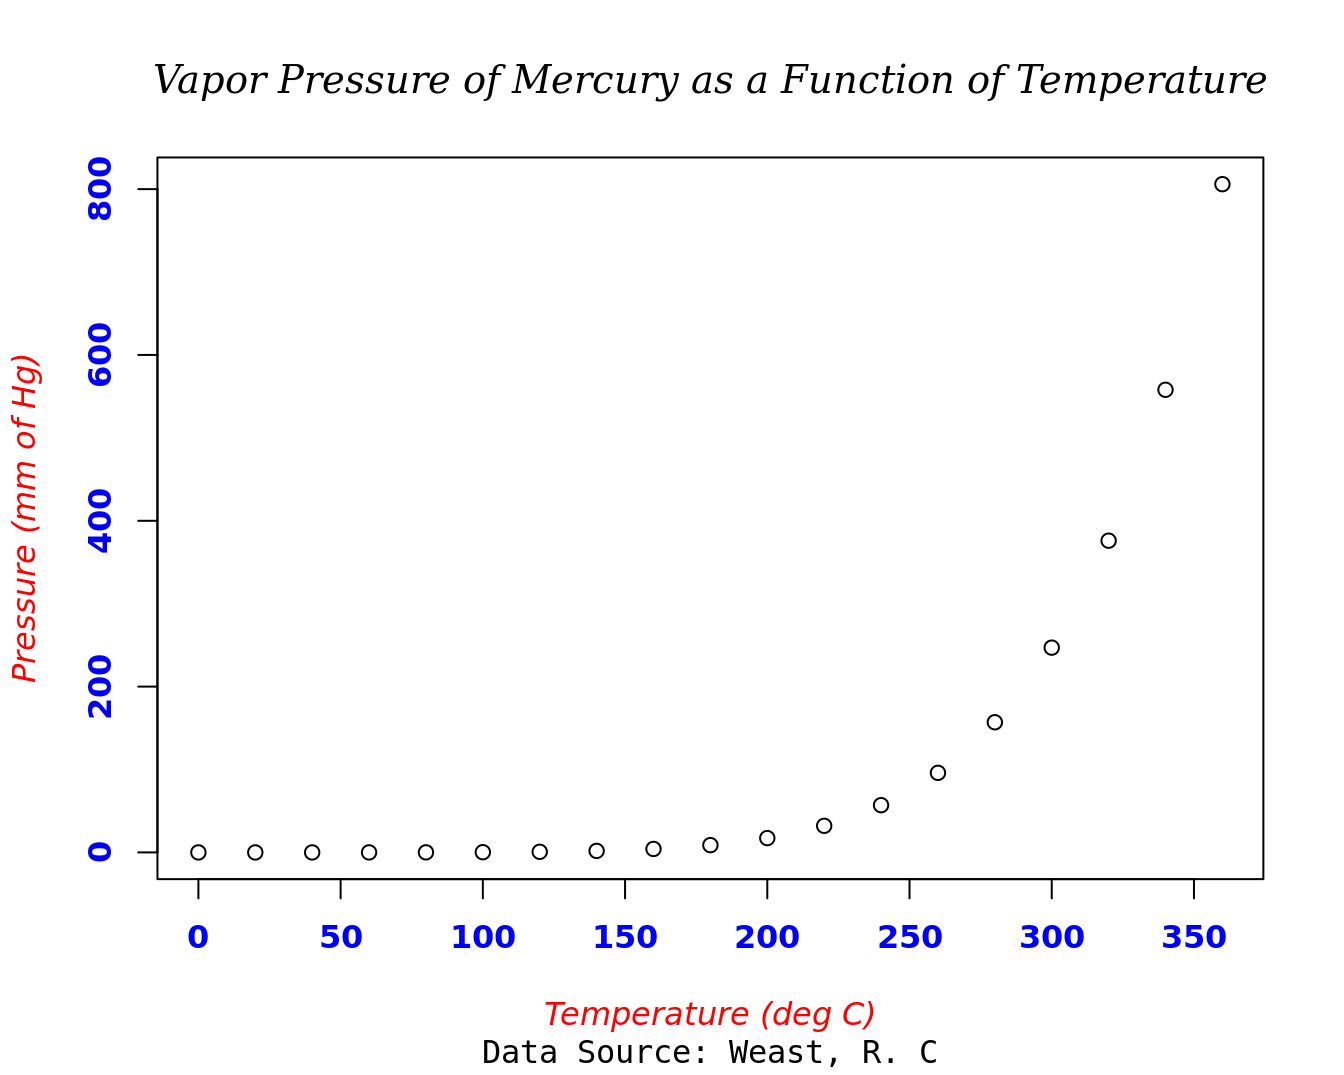 Vapor Pressure of Mercury as a Function of Temperature
Pressure (mm of Hg)
800
600
400
200
0
0 50 100 150 200 250 300 350
Temperature (deg C)
Data Source: Weast, R. C